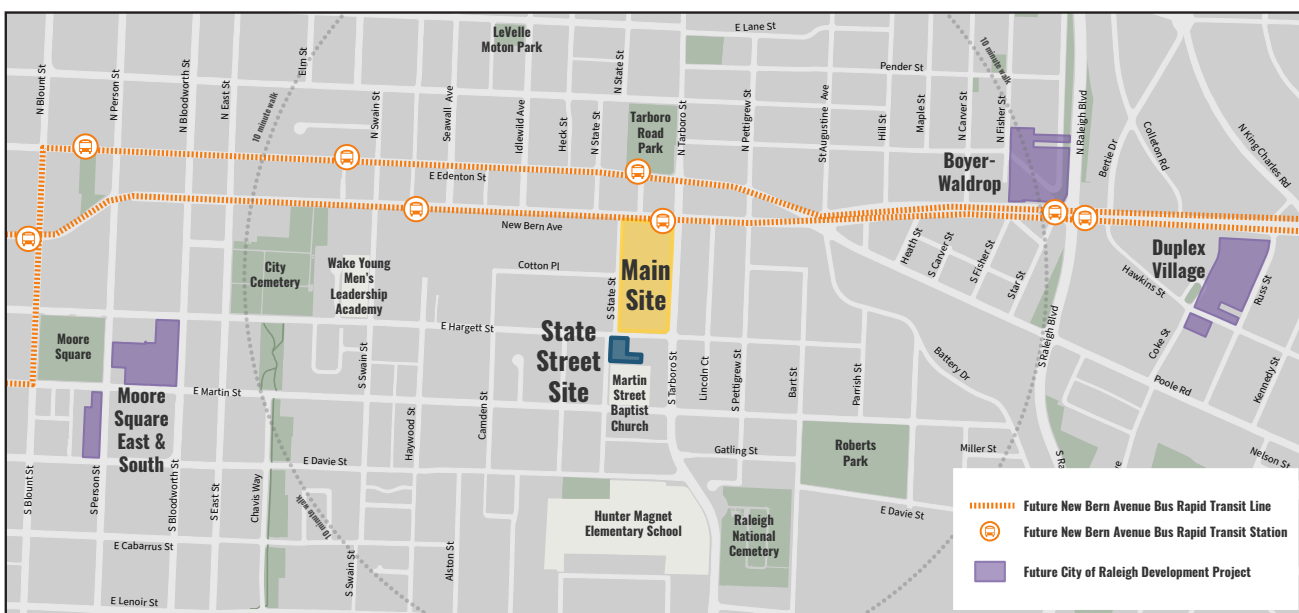 E Lane St
LeVelle
Moton Park
Pender St
N Blount St
N Person St
N Bloodworth St
N East St
Elm St
10 minute walk
N Swain St
Seawall Ave
Idlewild Ave
Heck St
N State St
N State St
Tarboro
Road
Park
N Tarboro St
N Pettigrew St
St Augustine Ave
Hill St
Maple St
N Carver St
N Fisher St
10 minute walk
N Raleigh Blvd
Bertie Dr
Colleton Rd
N King Charles Rd
Boyer-
Waldrop
E Edenton St
New Bern Ave
Heath St
S Carver St
S Fisher St
Star St
Duplex
Village
Hawkins St
Russ St
City
Cemetery
Wake Young
Men's
Leadership
Academy
Cotton Pl
S State St
Main
Site
E Hargett St
State
Street
Site
Moore
Square
S Swain St
Martin
Street
Baptist
Church
S Tarboro St
Lincoln Ct
S Pettigrew St
Bart St
Parrish St
Battery Dr
S Raleigh Blvd
Coke St
Poole Rd
Kennedy St
E Martin St
Moore
Square
East &
South
Haywood St
Camden St
Gatling St
Roberts
Park
Miller St
Nelson St
E Davie St
S Blount St
S Person St
S Bloodworth St
S East St
Chavis Way
10 minute walk
E Davie St
Hunter Magnet
Elementary School
Raleigh
National
Cemetery
E Cabarrus St
S Swain St
Alston St
E Lenoir St
Future New Bern Avenue Bus Rapid Transit Line
Future New Bern Avenue Bus Rapid Transit Station
Future City of Raleigh Development Project